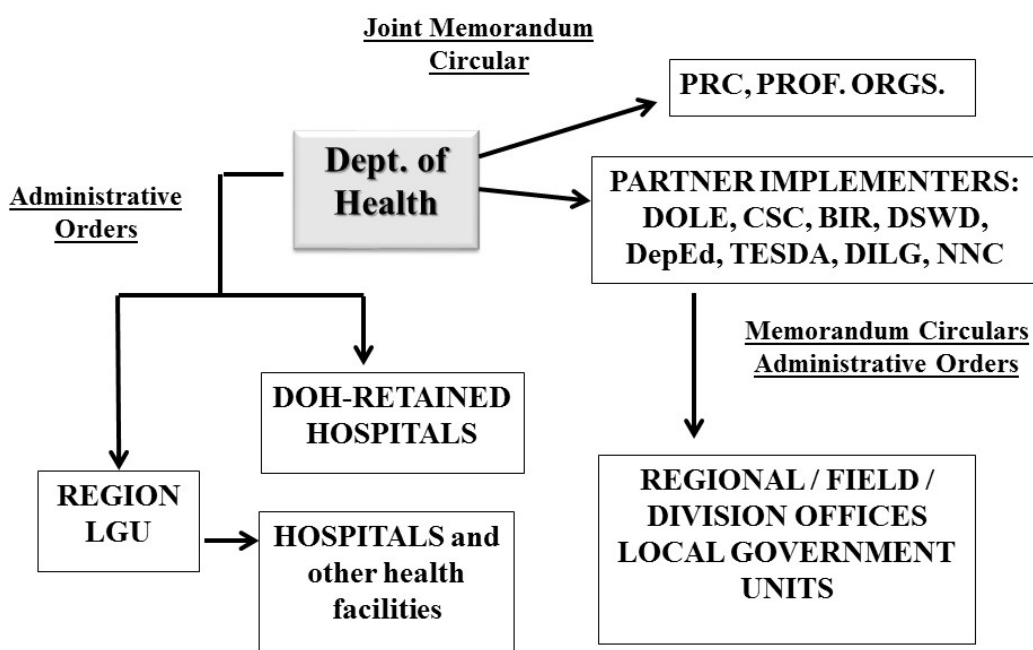 Joint Memorandum
Circular
PRC, PROF. ORGS.
Dept. of
Health
Administrative
Orders
PARTNER IMPLEMENTERS:
DOLE, CSC, BIR, DSWD,
DepEd, TESDA, DILG, NNC
Memorandum Circulars
Administrative Orders
DOH-RETAINED
HOSPITALS
REGION
LGU
HOSPITALS and
other health
facilities
REGIONAL / FIELD /
DIVISION OFFICES
LOCAL GOVERNMENT
UNITS